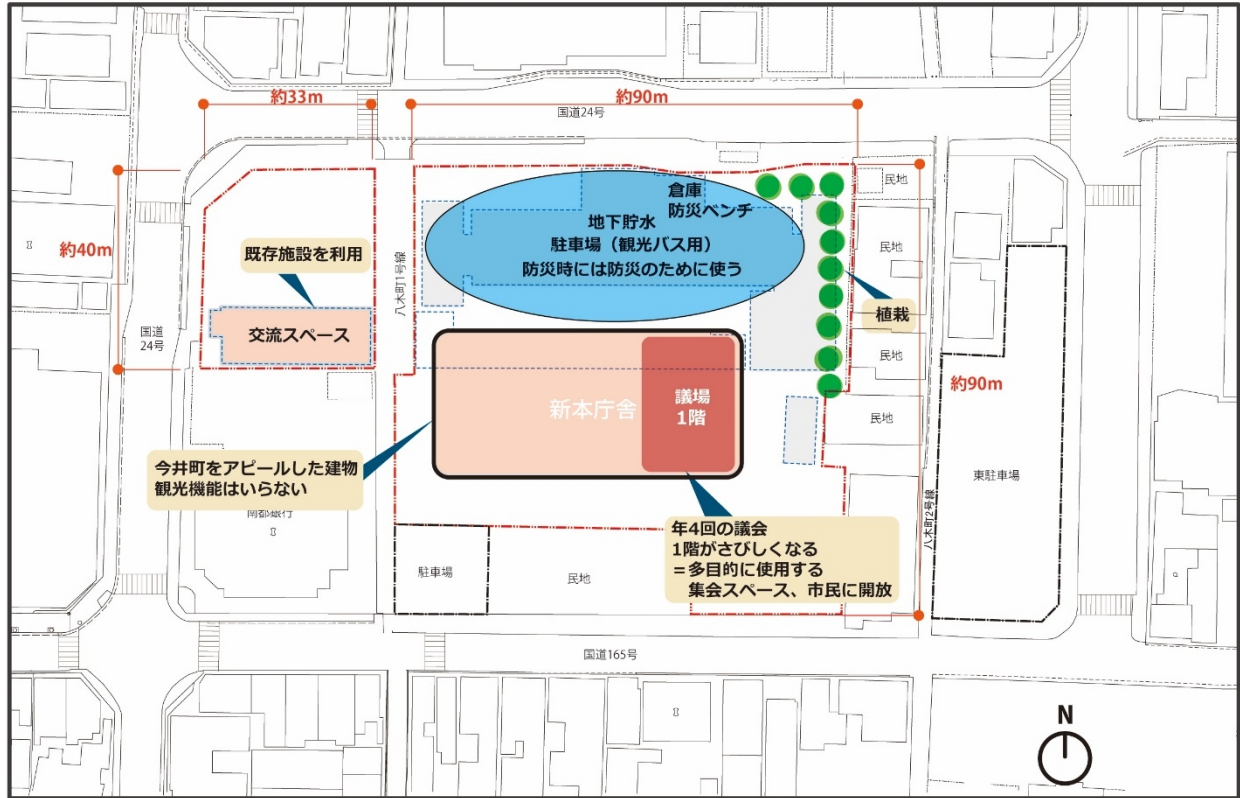 約33m
約90m
国道24号
倉庫
防災ベンチ
民地
地下貯水
駐車場（観光バス用）
防災時には防災のために使う
約40m
既存施設を利用
八木町1号線
民地
国道
24号
交流スペース
植栽
民地
約90m
新本庁舎
議場
1階
民地
今井町をアピールした建物
観光機能はいらない
南都銀行
東駐車場
八木町2号線
年4回の議会
1階がさびしくなる
＝多目的に使用する
集会スペース、市民に開放
駐車場
民地
国道165号
N